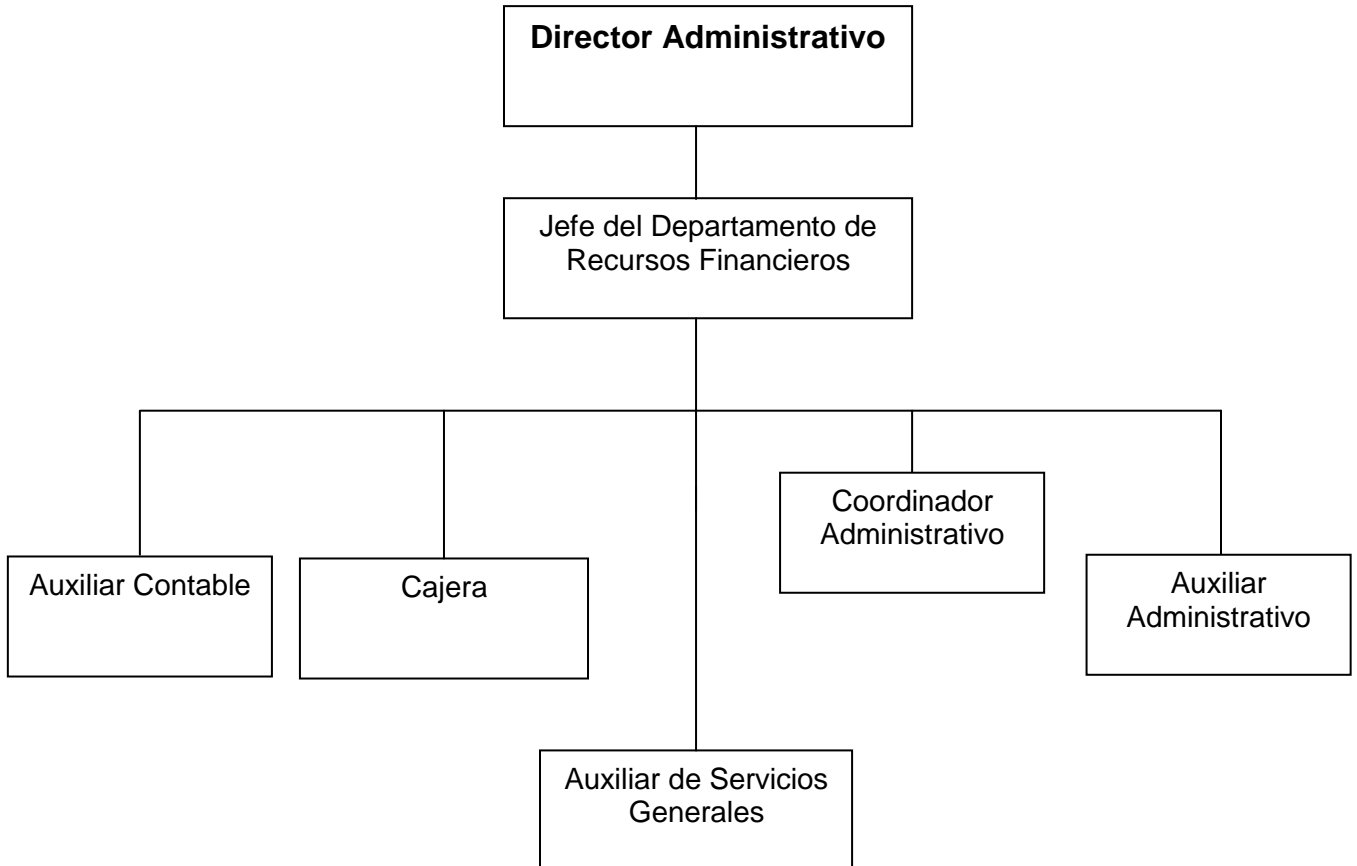 Director Administrativo
Jefe del Departamento de
Recursos Financieros
Coordinador
Administrativo
Auxiliar Contable
Cajera
Auxiliar
Administrativo
Auxiliar de Servicios
Generales